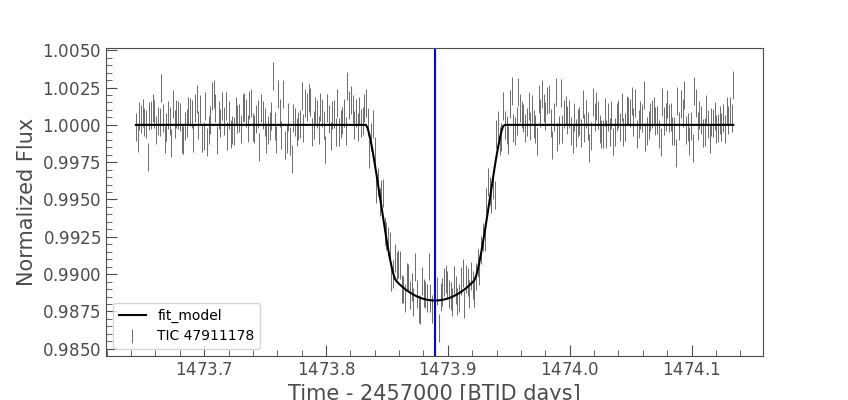 1.0050
1.0025
1.0000
0.9975
0.9950
0.9925
0.9900
0.9875
0.9850
Normalized Flux
fit_model
TIC 47911178
1473.7 1473.8 1473.9 1474.0 1474.1
Time - 2457000 [BTJD days]